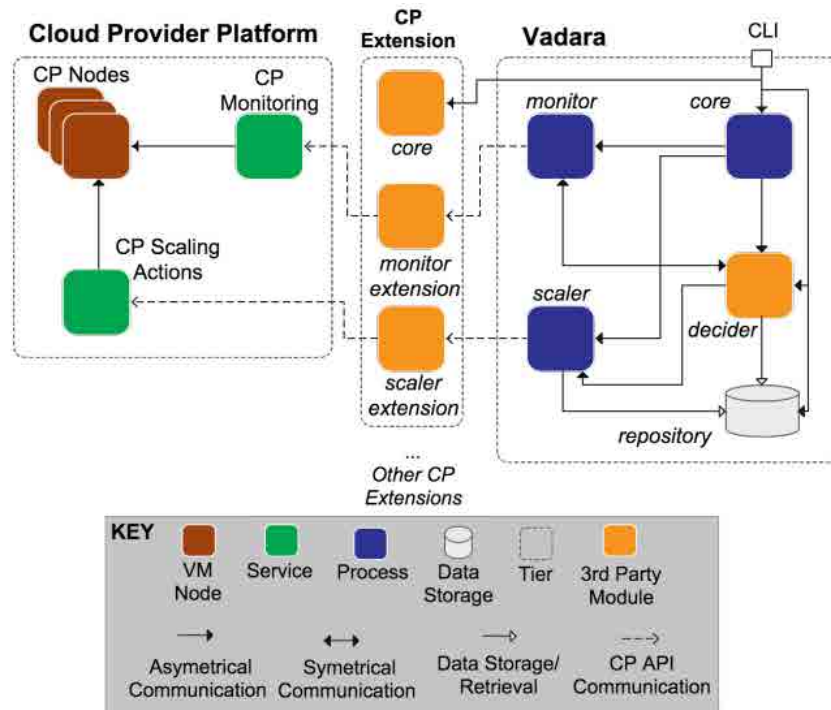 Cloud Provider Platform
CP
Extension
Vadara
CLI
CP Nodes
CP
Monitoring
core
monitor
core
CP Scaling
Actions
monitor
extension
scaler
decider
scaler
extension
repository
...
Other CP
Extensions
KEY
VM
Node
Service
Process
Data
Storage
Tier
3rd Party
Module
Asymetrical
Communication
Symetrical
Communication
Data Storage/
Retrieval
CP API
Communication